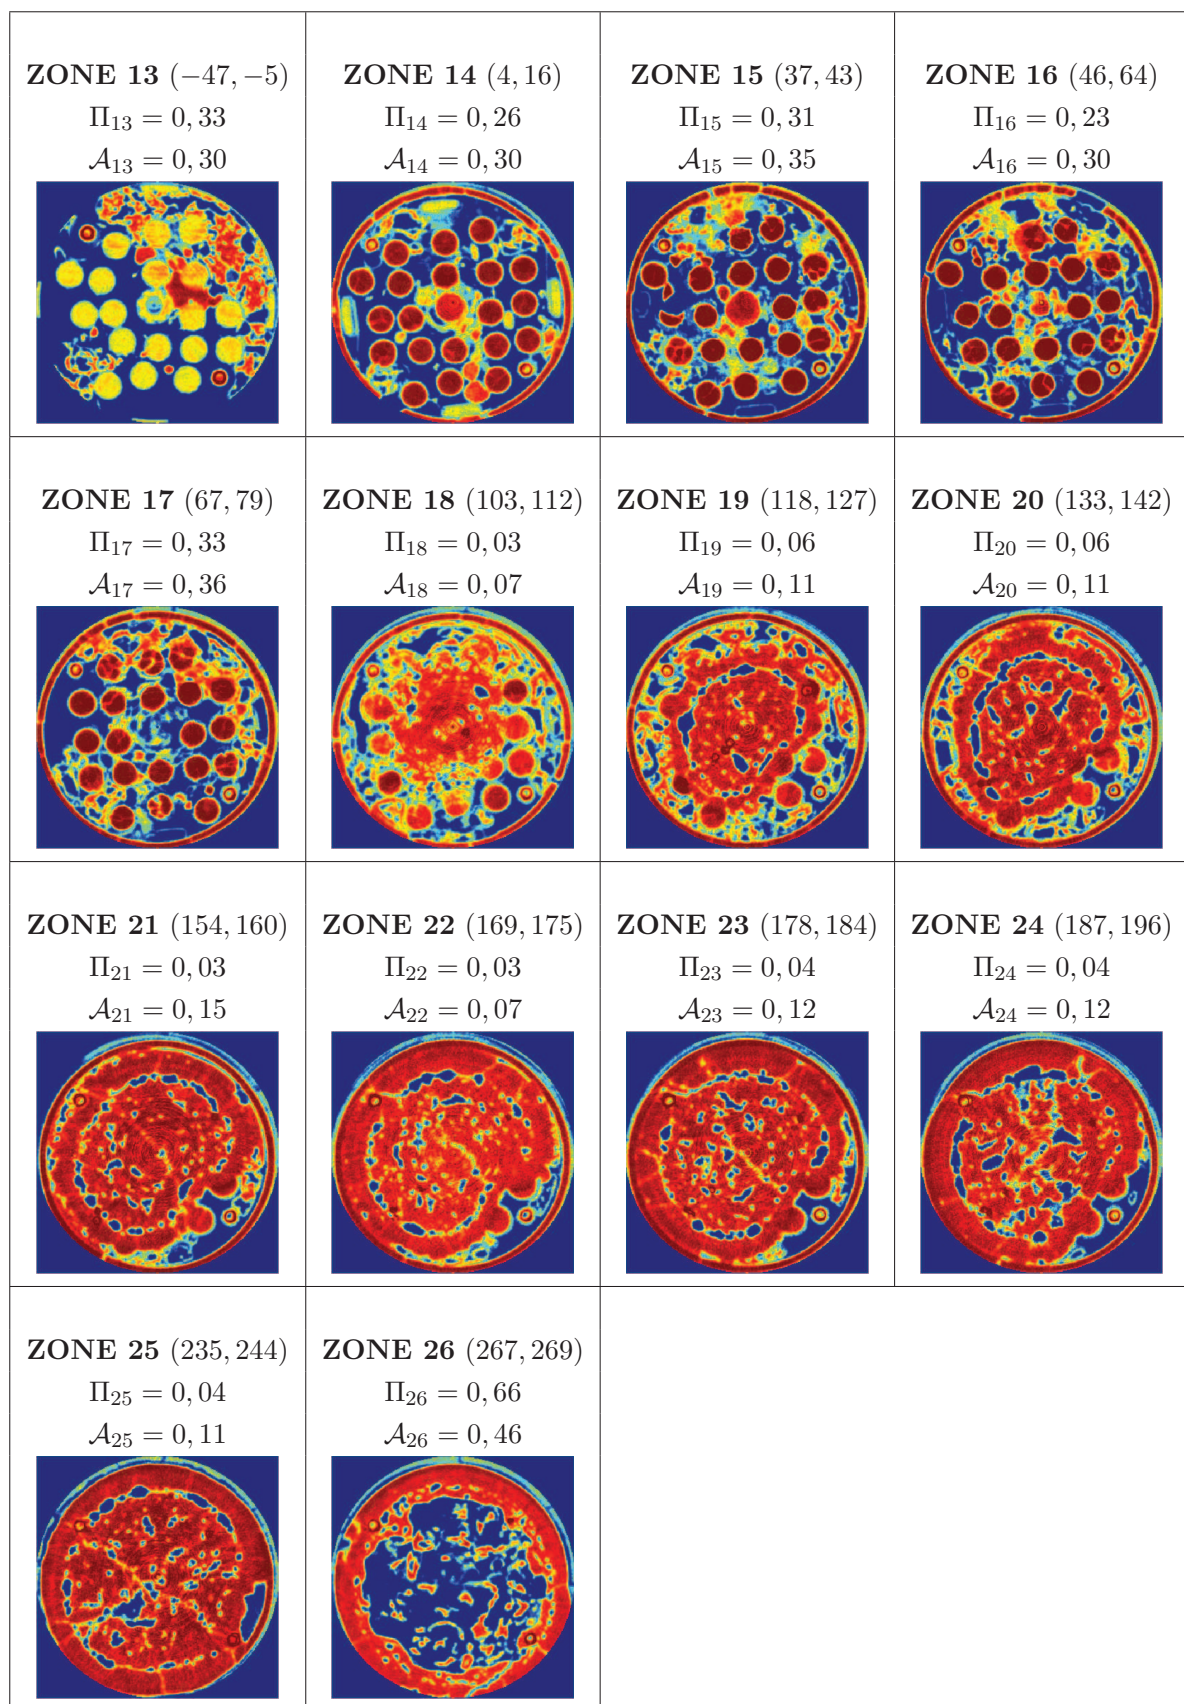 ZONE 13 (−47, −5)
Π13 = 0, 33
A13 = 0, 30
ZONE 14 (4, 16)
Π14 = 0, 26
A14 = 0, 30
ZONE 15 (37, 43)
Π15 = 0, 31
A15 = 0, 35
ZONE 16 (46, 64)
Π16 = 0, 23
A16 = 0, 30
ZONE 17 (67, 79)
Π17 = 0, 33
A17 = 0, 36
ZONE 18 (103, 112)
Π18 = 0, 03
A18 = 0, 07
ZONE 19 (118, 127)
Π19 = 0, 06
A19 = 0, 11
ZONE 20 (133, 142)
Π20 = 0, 06
A20 = 0, 11
ZONE 21 (154, 160)
Π21 = 0, 03
A21 = 0, 15
ZONE 22 (169, 175)
Π22 = 0, 03
A22 = 0, 07
ZONE 23 (178, 184)
Π23 = 0, 04
A23 = 0, 12
ZONE 24 (187, 196)
Π24 = 0, 04
A24 = 0, 12
ZONE 25 (235, 244)
Π25 = 0, 04
A25 = 0, 11
ZONE 26 (267, 269)
Π26 = 0, 66
A26 = 0, 46